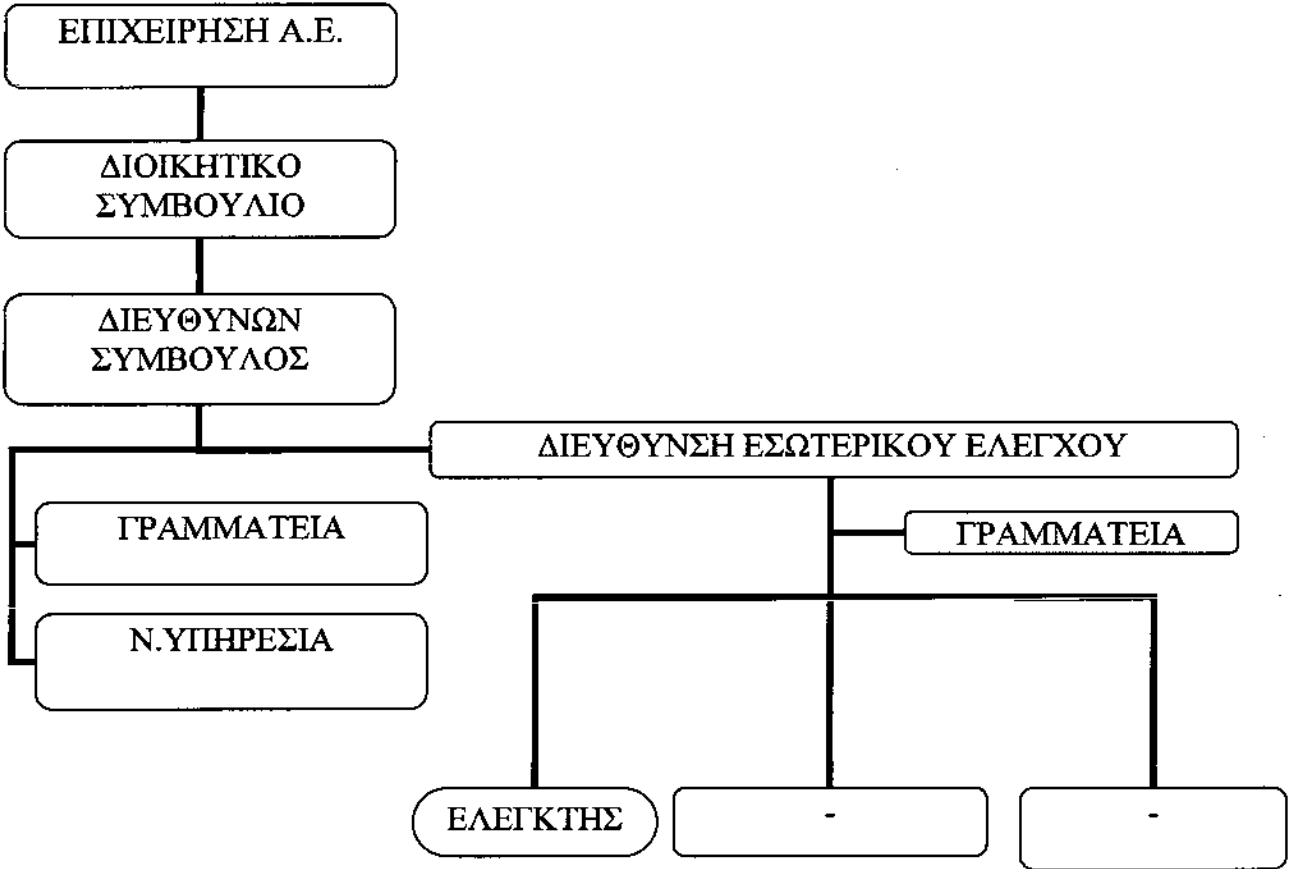 ΕΠΙΧΕΙΡΗΣΗ Α.Ε.
ΔΙΟΙΚΗΤΙΚΟ
ΣΥΜΒΟΥΛΙΟ
ΔΙΕΥΘΥΝΩΝ
ΣΥΜΒΟΥΛΟΣ
ΔΙΕΥΘΥΝΣΗ ΕΣΩΤΕΡΙΚΟΥ ΕΛΕΓΧΟΥ
ΓΡΑΜΜΑΤΕΙΑ
ΓΡΑΜΜΑΤΕΙΑ
Ν.ΥΠΗΡΕΣΙΑ
ΕΛΕΓΚΤΗΣ
-
-